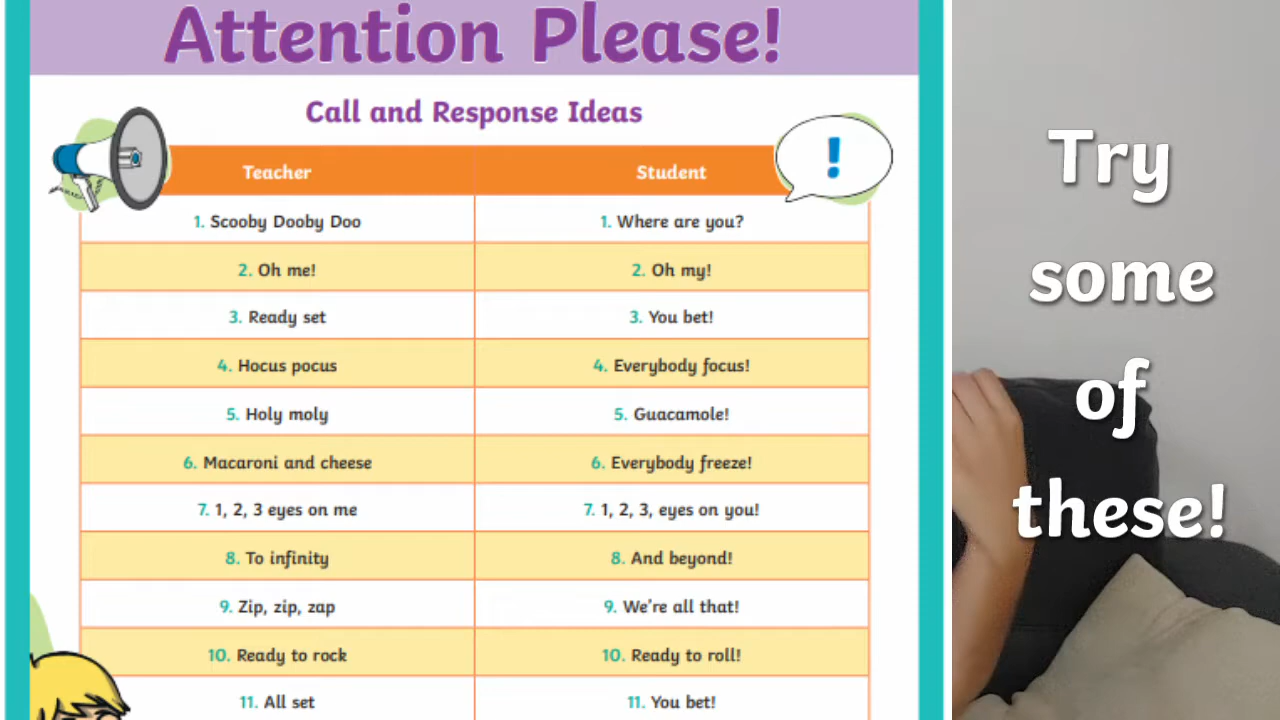 Attention Please!
Call and Response Ideas
Teacher Student
!
1. Scooby Dooby Doo 1. Where are you?
2. Oh me! 2. Oh my!
3. Ready set 3. You bet!
4. Hocus pocus 4. Everybody focus!
5. Holy moly 5. Guacamole!
6. Macaroni and cheese 6. Everybody freeze!
7. 1, 2, 3 eyes on me 7. 1, 2, 3, eyes on you!
8. To infinity 8. And beyond!
9. Zip, zip, zap 9. We're all that!
10. Ready to rock 10. Ready to roll!
11. All set 11. You bet!
Try
some
of
these!